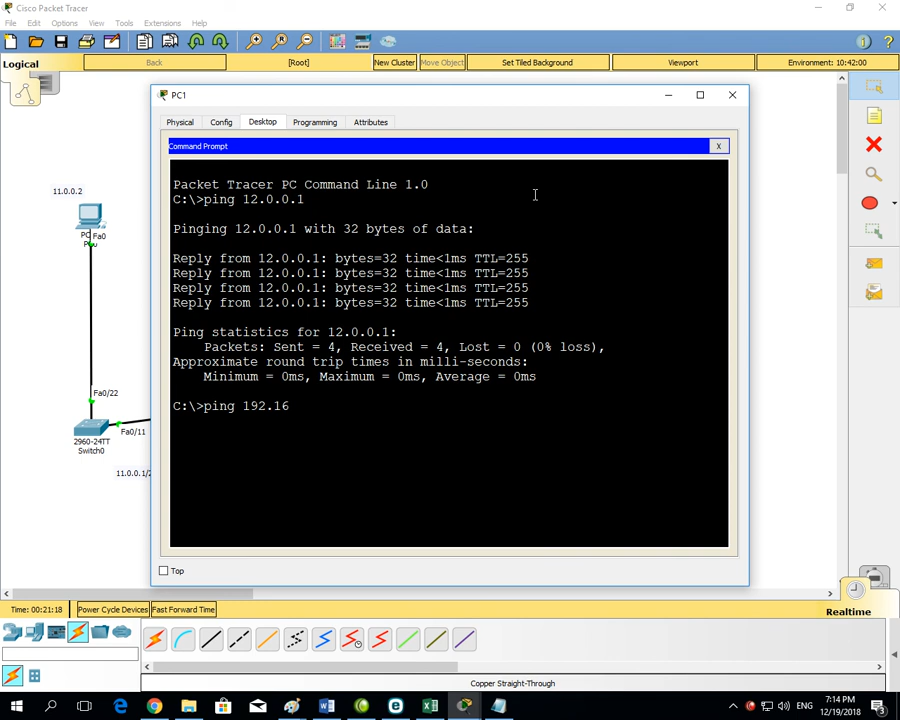 Cisco Packet Tracer
File Edit Options View Tools Extensions Help
Logical Back [Root] New Cluster Move Object Set Tiled Background Viewport Environment: 10:42:00
PC1
Physical Config Desktop Programming Attributes
Command Prompt X
Packet Tracer PC Command Line 1.0
C:\>ping 12.0.0.1
Pinging 12.0.0.1 with 32 bytes of data:
Reply from 12.0.0.1: bytes=32 time<1ms TTL=255
Reply from 12.0.0.1: bytes=32 time<1ms TTL=255
Reply from 12.0.0.1: bytes=32 time<1ms TTL=255
Reply from 12.0.0.1: bytes=32 time<1ms TTL=255
Ping statistics for 12.0.0.1:
Packets: Sent = 4, Received = 4, Lost = 0 (0% loss),
Approximate round trip times in milli-seconds:
Minimum = 0ms, Maximum = 0ms, Average = 0ms
C:\>ping 192.16
Top
11.0.0.2
Fa0
Fa0/22
Fa0/11
2960-24TT
Switch0
11.0.0.1/
Time: 00:21:18 Power Cycle Devices Fast Forward Time
Realtime
Copper Straight-Through
ENG
7:14 PM
12/19/2018
3